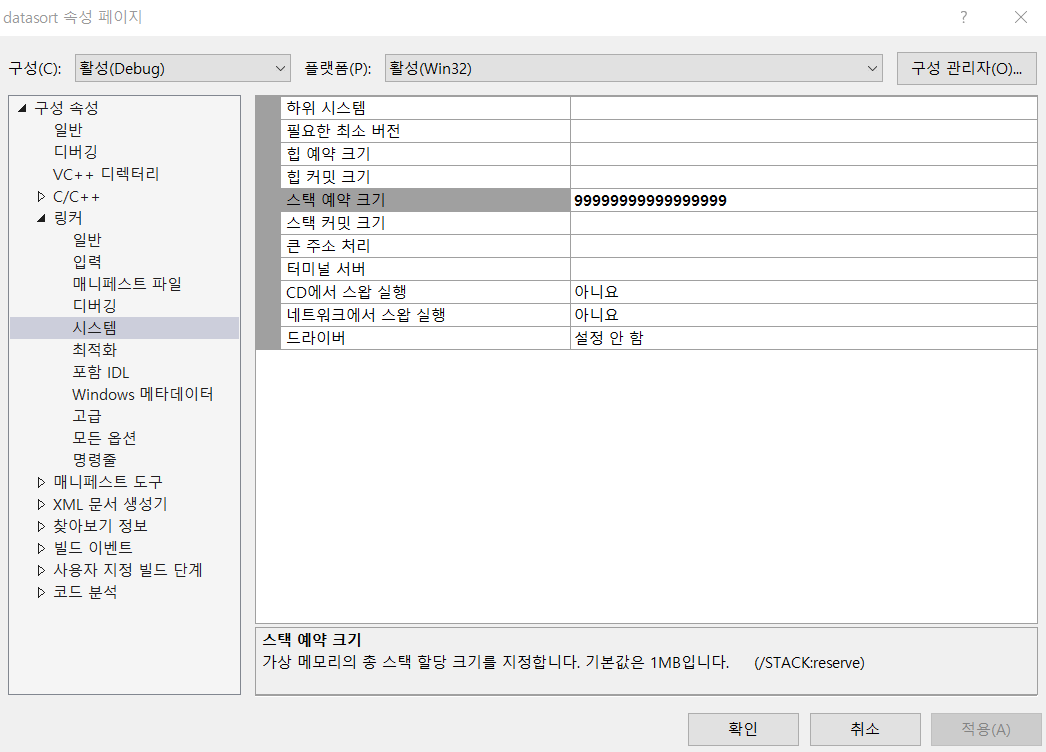 datasort 속성 페이지
?
구성(C): 활성(Debug) 플랫폼(P): 활성(Win32) 구성 관리자(O)...
구성 속성
일반
디버깅
VC++ 디렉터리
C/C++
링커
일반
입력
매니페스트 파일
디버깅
시스템
최적화
포함 IDL
Windows 메타데이터
고급
모든 옵션
명령줄
매니페스트 도구
XML 문서 생성기
찾아보기 정보
빌드 이벤트
사용자 지정 빌드 단계
코드 분석
하위 시스템
필요한 최소 버전
힙 예약 크기
힙 커밋 크기
스택 예약 크기 99999999999999999
스택 커밋 크기
큰 주소 처리
터미널 서버
CD에서 스왑 실행 아니요
네트워크에서 스왑 실행 아니요
드라이버 설정 안 함
스택 예약 크기
가상 메모리의 총 스택 할당 크기를 지정합니다. 기본값은 1MB입니다. (/STACK:reserve)
확인 취소 적용(A)